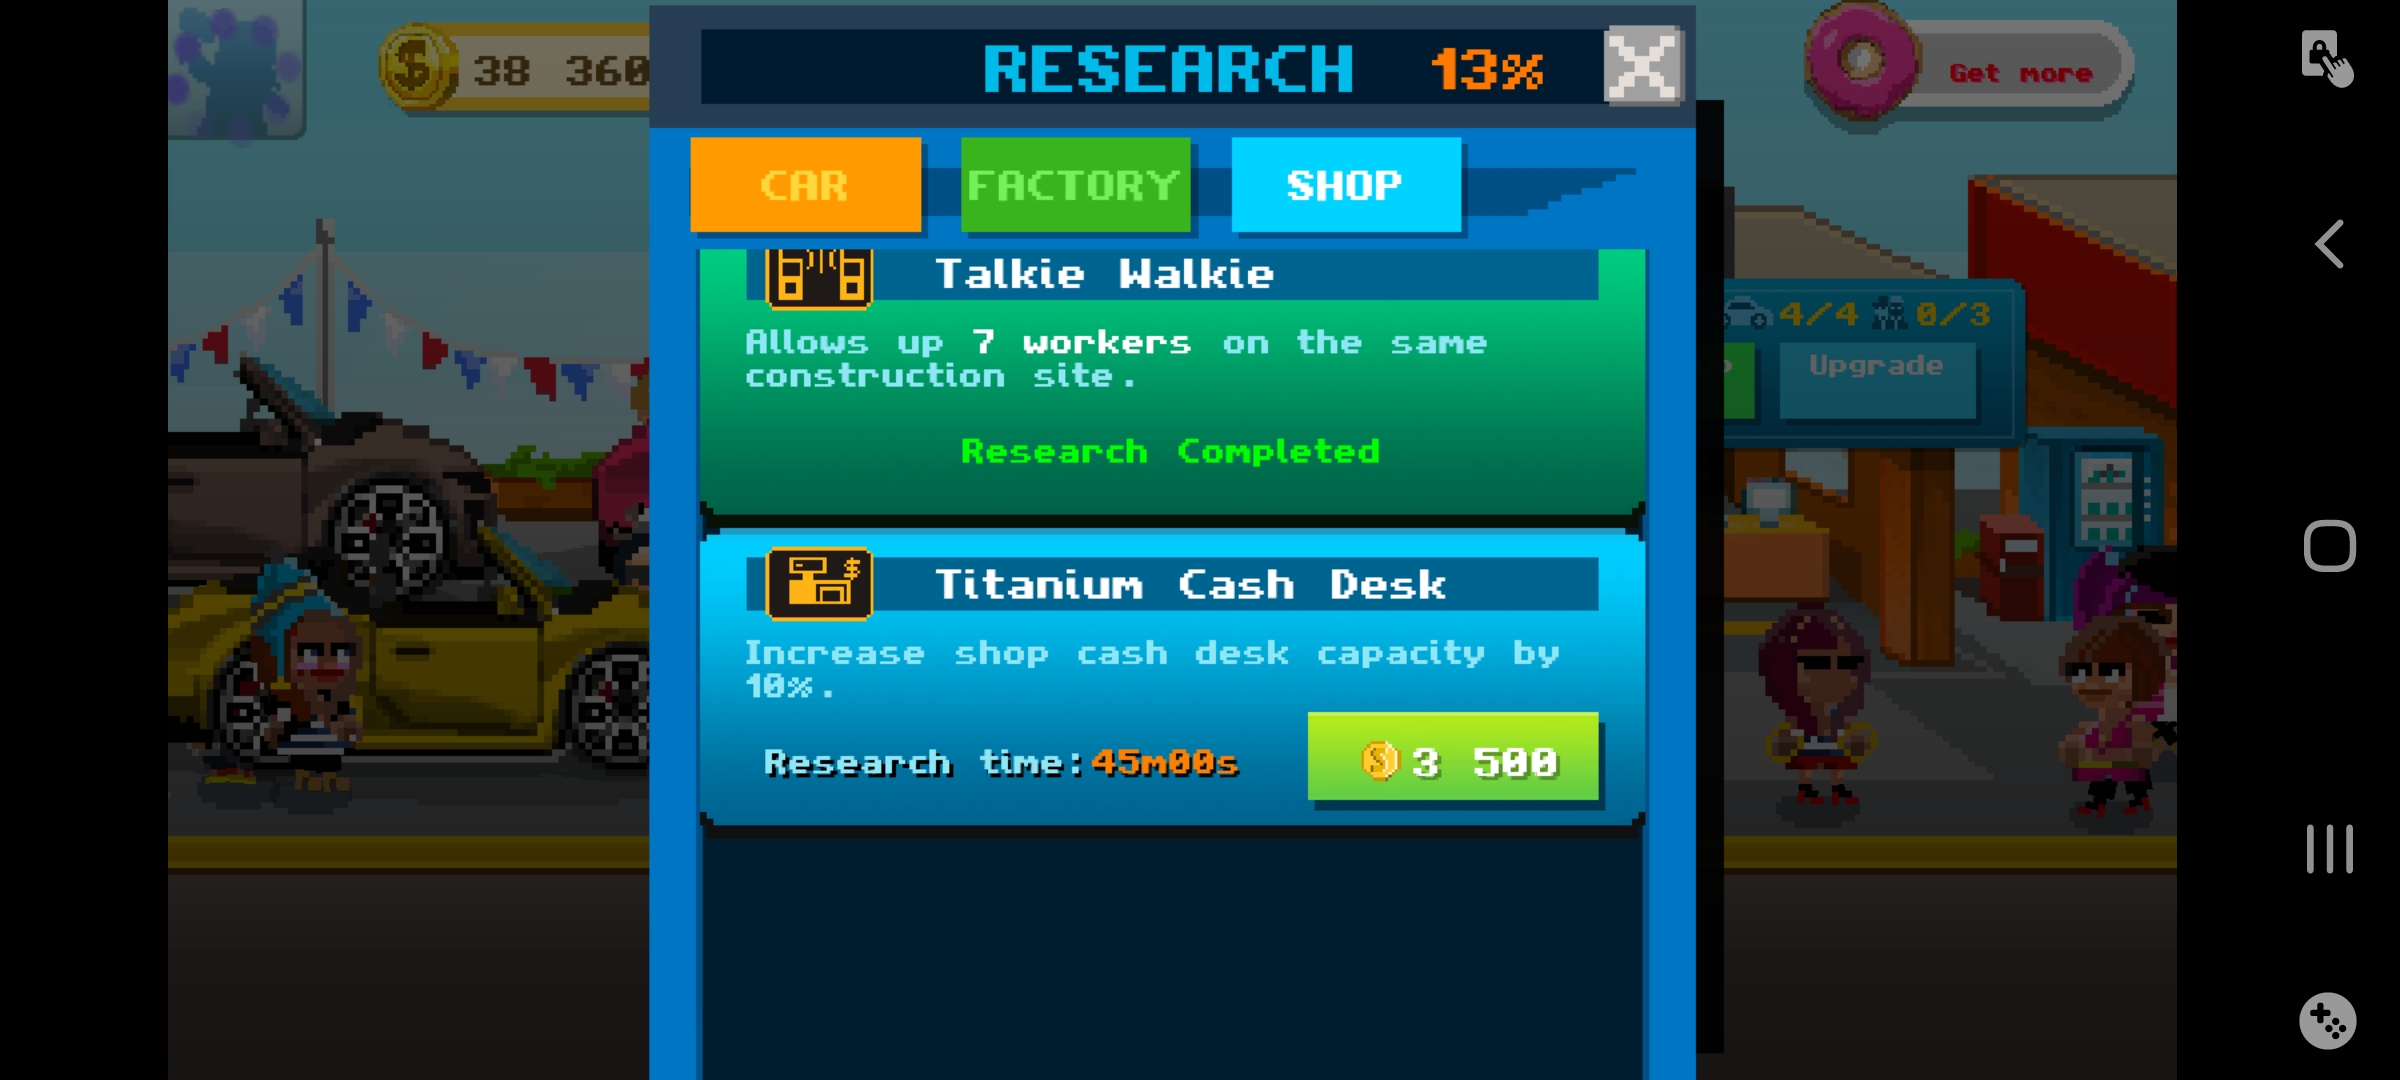 38 360
RESEARCH 13%
Get more
CAR FACTORY SHOP
Talkie Walkie
Allows up 7 workers on the same
construction site.
Research Completed
4/4 0/3
Upgrade
Titanium Cash Desk
Increase shop cash desk capacity by
10%.
Research time:45m00s
3 500